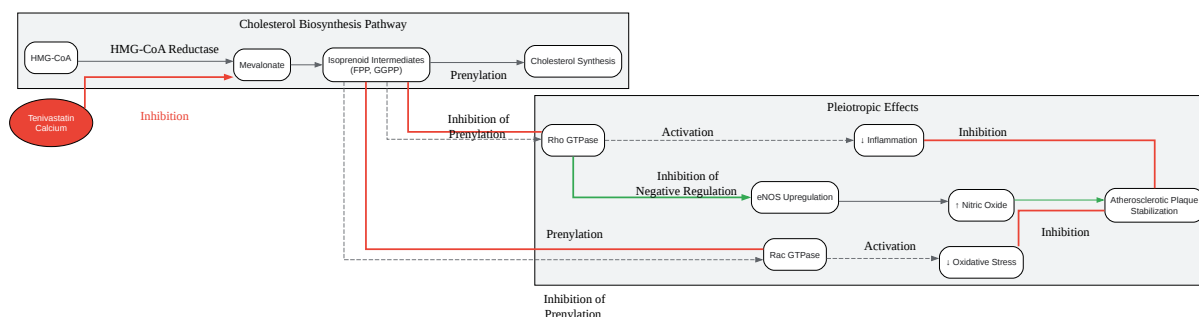 Cholesterol Biosynthesis Pathway
HMG-CoA
HMG-CoA Reductase
Mevalonate
Isoprenoid Intermediates
(FPP, GGPP)
Prenylation
Cholesterol Synthesis
Tenivastatin
Calcium
Inhibition
Pleiotropic Effects
Inhibition of
Prenylation
Rho GTPase
Activation
↓ Inflammation
Inhibition
Inhibition of
Negative Regulation
eNOS Upregulation
↑ Nitric Oxide
Atherosclerotic Plaque
Stabilization
Prenylation
Rac GTPase
Activation
↓ Oxidative Stress
Inhibition
Inhibition of
Prenylation